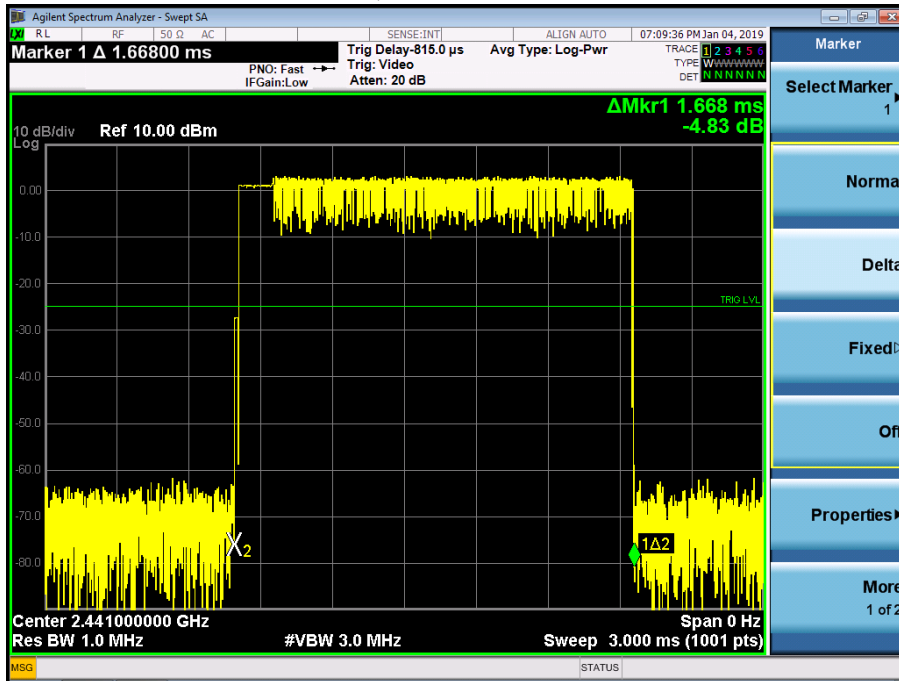 Agilent Spectrum Analyzer - Swept SA
LXI RL RF 50 Ω AC SENSE:INT ALIGN AUTO 07:09:36 PM Jan 04, 2019
Marker 1 Δ 1.66800 ms
Trig Delay-815.0 µs Avg Type: Log-Pwr TRACE 1 2 3 4 5 6
PNO: Fast Trig: Video TYPE WWWWWWW
IFGain:Low Atten: 20 dB DET N N N N N N
ΔMkr1 1.668 ms
-4.83 dB
10 dB/div Ref 10.00 dBm
Log
0.00
-10.0
-20.0
TRIG LVL
-30.0
-40.0
-50.0
-60.0
-70.0
-80.0
2
1Δ2
Center 2.441000000 GHz Span 0 Hz
Res BW 1.0 MHz #VBW 3.0 MHz Sweep 3.000 ms (1001 pts)
MSG STATUS
Marker
Select Marker
1
Norma
Delta
Fixed
Off
Properties
More
1 of 2